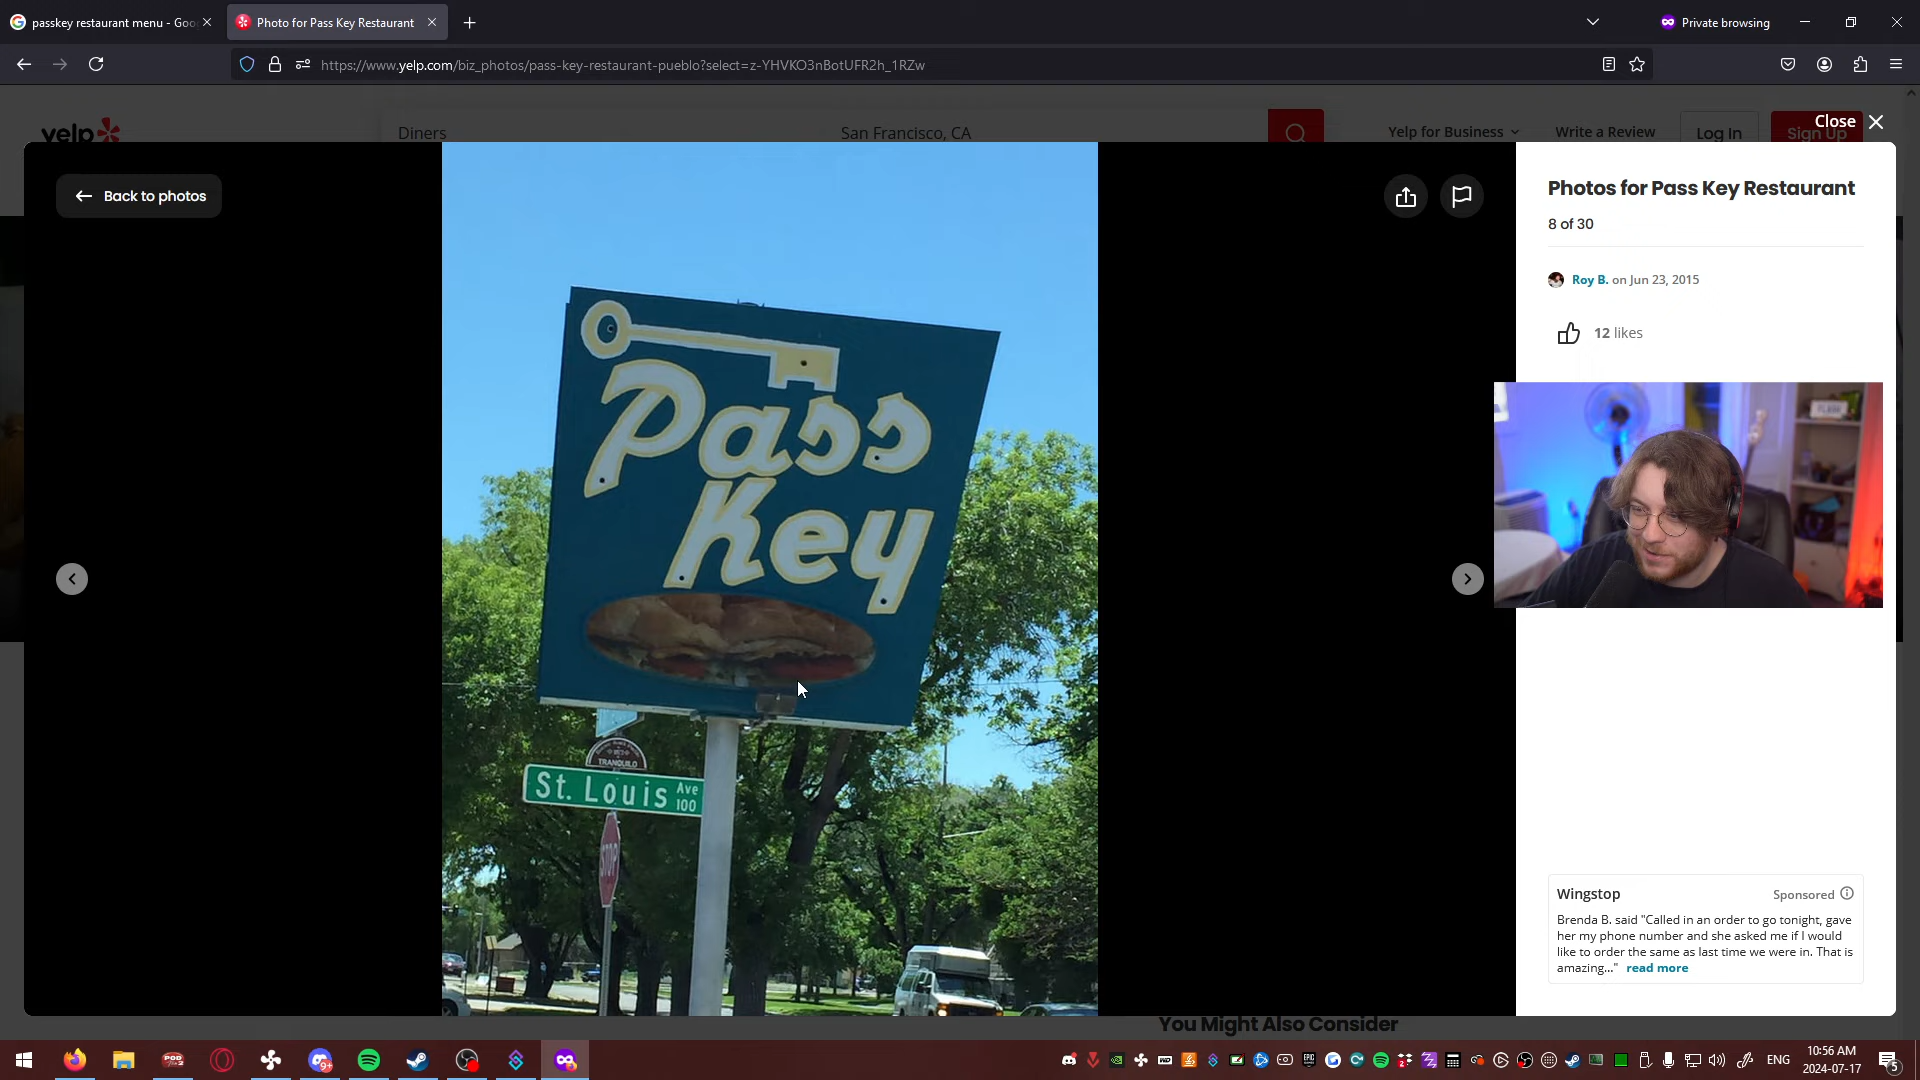 passkey restaurant menu - Goo
Photo for Pass Key Restaurant
Private browsing
https://www.yelp.com/biz_photos/pass-key-restaurant-pueblo?select=z-YHVKO3nBotUFR2h_1RZw
yelp
Diners
San Francisco, CA
Yelp for Business
Write a Review
Log In
Sign Up
Close
Back to photos
Pass
Key
TRANQUILO
St. Louis Ave 100
STOP
Photos for Pass Key Restaurant
8 of 30
Roy B. on Jun 23, 2015
12 likes
Wingstop
Sponsored
Brenda B. said "Called in an order to go tonight, gave
her my phone number and she asked me if I would
like to order the same as last time we were in. That is
amazing..." read more
You Might Also Consider
9+
ENG
10:56 AM
2024-07-17
5